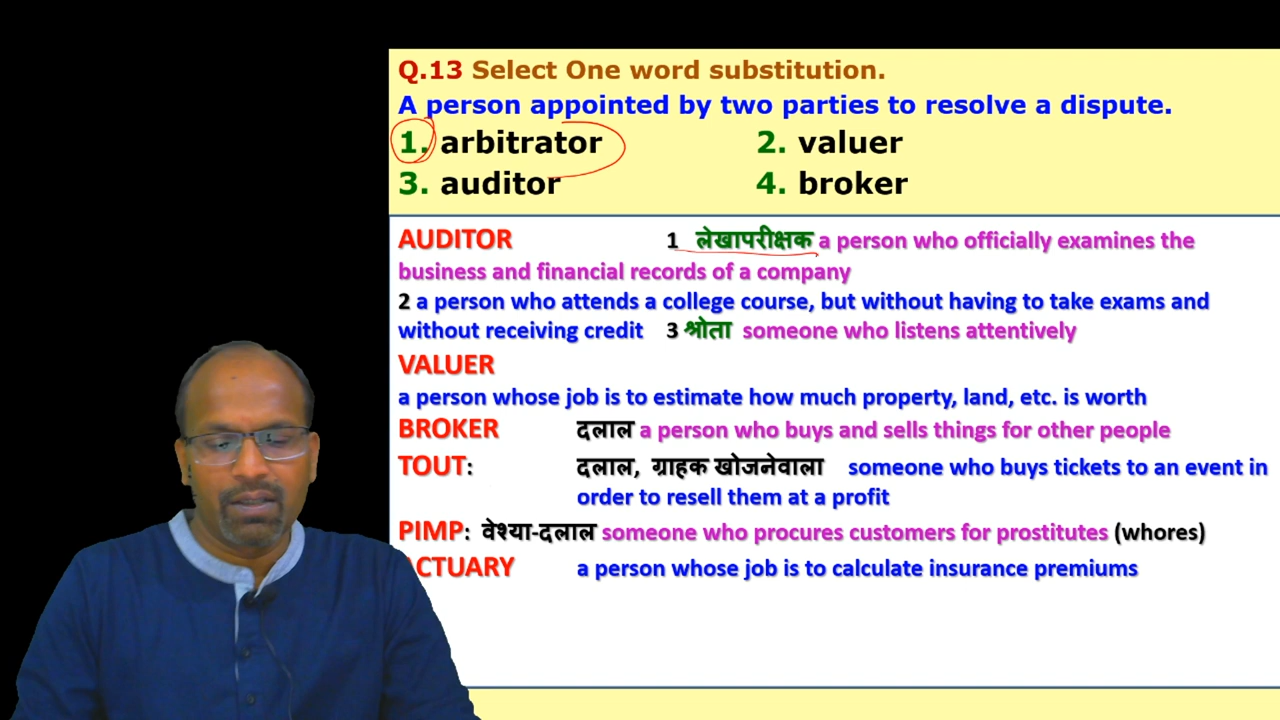 Q.13 Select One word substitution.
A person appointed by two parties to resolve a dispute.
1. arbitrator 2. valuer
3. auditor 4. broker
AUDITOR 1 लेखापरीक्षक a person who officially examines the
business and financial records of a company
2 a person who attends a college course, but without having to take exams and
without receiving credit 3 श्रोता someone who listens attentively
VALUER
a person whose job is to estimate how much property, land, etc. is worth
BROKER दलाल a person who buys and sells things for other people
TOUT: दलाल, ग्राहक खोजनेवाला someone who buys tickets to an event in
order to resell them at a profit
PIMP: वेश्या-दलाल someone who procures customers for prostitutes (whores)
ACTUARY a person whose job is to calculate insurance premiums